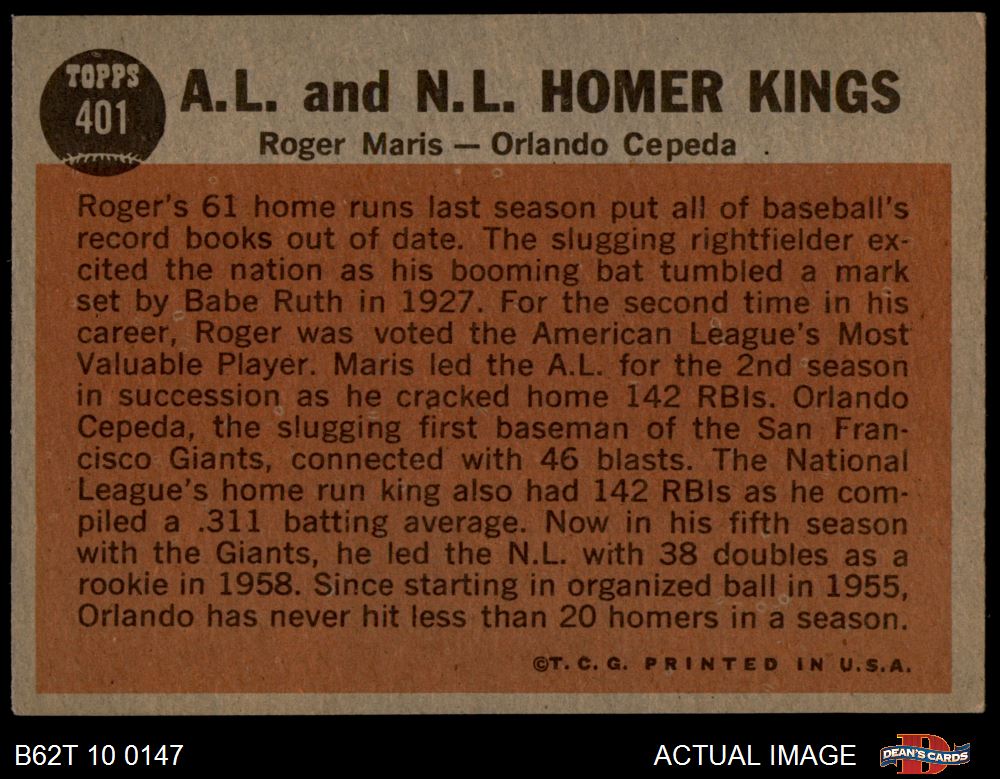 TOPPS
401
A.L. and N.L. HOMER KINGS
Roger Maris — Orlando Cepeda
Roger's 61 home runs last season put all of baseball's
record books out of date. The slugging rightfielder ex-
cited the nation as his booming bat tumbled a mark
set by Babe Ruth in 1927. For the second time in his
career, Roger was voted the American League's Most
Valuable Player. Maris led the A.L. for the 2nd season
in succession as he cracked home 142 RBIs. Orlando
Cepeda, the slugging first baseman of the San Fran-
cisco Giants, connected with 46 blasts. The National
League's home run king also had 142 RBIs as he com-
piled a .311 batting average. Now in his fifth season
with the Giants, he led the N.L. with 38 doubles as a
rookie in 1958. Since starting in organized ball in 1955,
Orlando has never hit less than 20 homers in a season.
©T. C. G. PRINTED IN U.S.A.
B62T 10 0147
ACTUAL IMAGE
D
DEAN'S CARDS